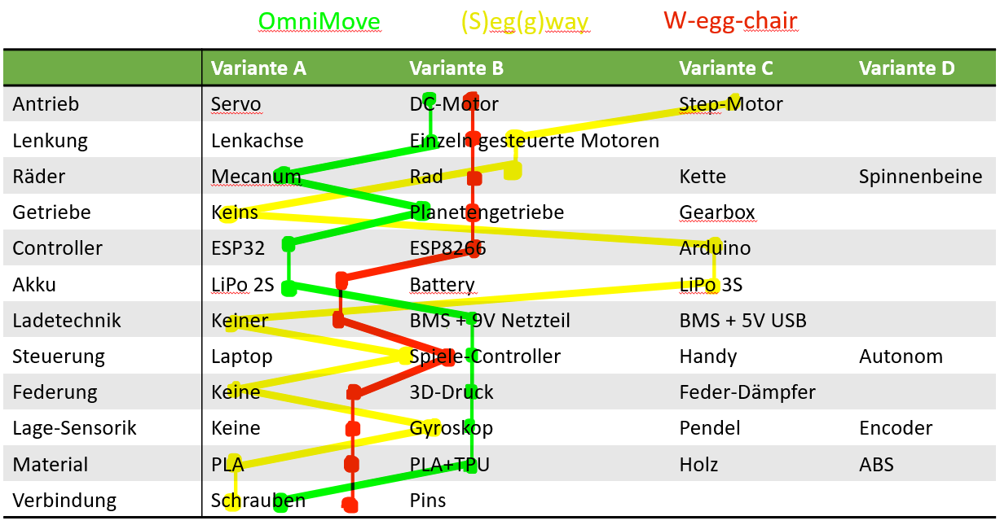 OmniMove (S)eg(g)way W-egg-chair
Variante A Variante B Variante C Variante D
Antrieb Servo DC-Motor Step-Motor
Lenkung Lenkachse Einzeln gesteuerte Motoren
Räder Mecanum Rad Kette Spinnenbeine
Getriebe Keins Planetengetriebe Gearbox
Controller ESP32 ESP8266 Arduino
Akku LiPo 2S Battery LiPo 3S
Ladetechnik Keiner BMS + 9V Netzteil BMS + 5V USB
Steuerung Laptop Spiele-Controller Handy Autonom
Federung Keine 3D-Druck Feder-Dämpfer
Lage-Sensorik Keine Gyroskop Pendel Encoder
Material PLA PLA+TPU Holz ABS
Verbindung Schrauben Pins